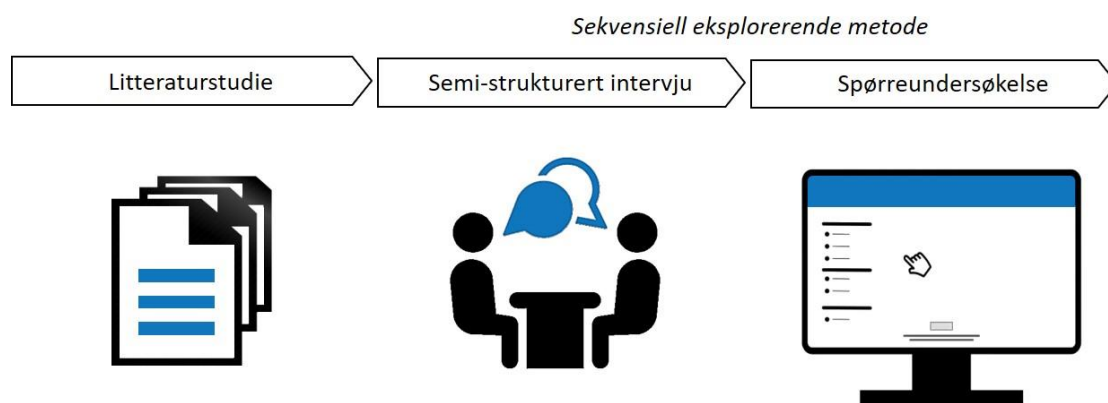 Sekvensiell eksplorerende metode
Litteraturstudie
Semi-strukturert intervju
Spørreundersøkelse